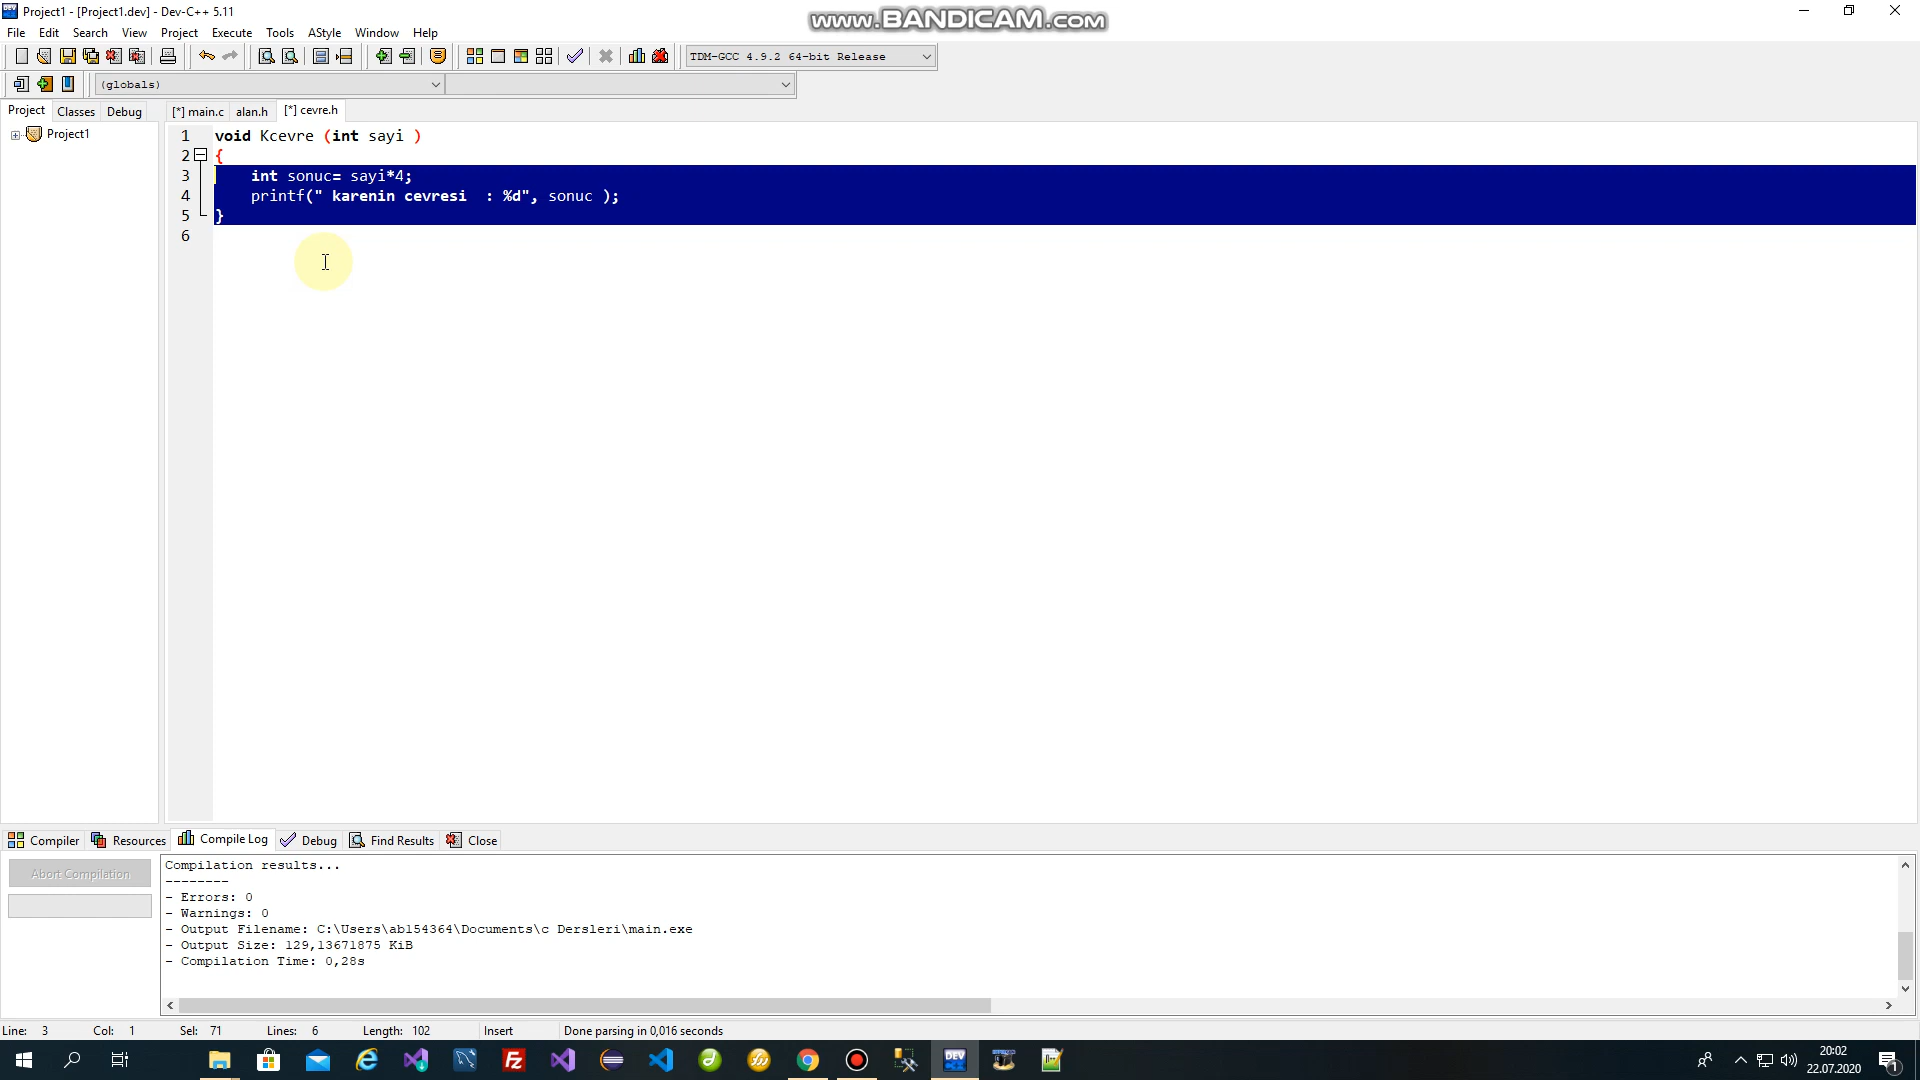 Project1 - [Project1.dev] - Dev-C++ 5.11
www.BANDICAM.com
File Edit Search View Project Execute Tools AStyle Window Help
TDM-GCC 4.9.2 64-bit Release
(globals)
Project Classes Debug [*] main.c alan.h [*] cevre.h
Project1
1 void Kcevre (int sayi )
2 {
3 int sonuc= sayi*4;
4 printf(" karenin cevresi : %d", sonuc );
5 }
6
Compiler Resources Compile Log Debug Find Results Close
Abort Compilation
Compilation results...
--------
- Errors: 0
- Warnings: 0
- Output Filename: C:\Users\ab154364\Documents\c Dersleri\main.exe
- Output Size: 129,13671875 KiB
- Compilation Time: 0,28s
Line: 3 Col: 1 Sel: 71 Lines: 6 Length: 102 Insert Done parsing in 0,016 seconds
DEV
20:02
22.07.2020
1